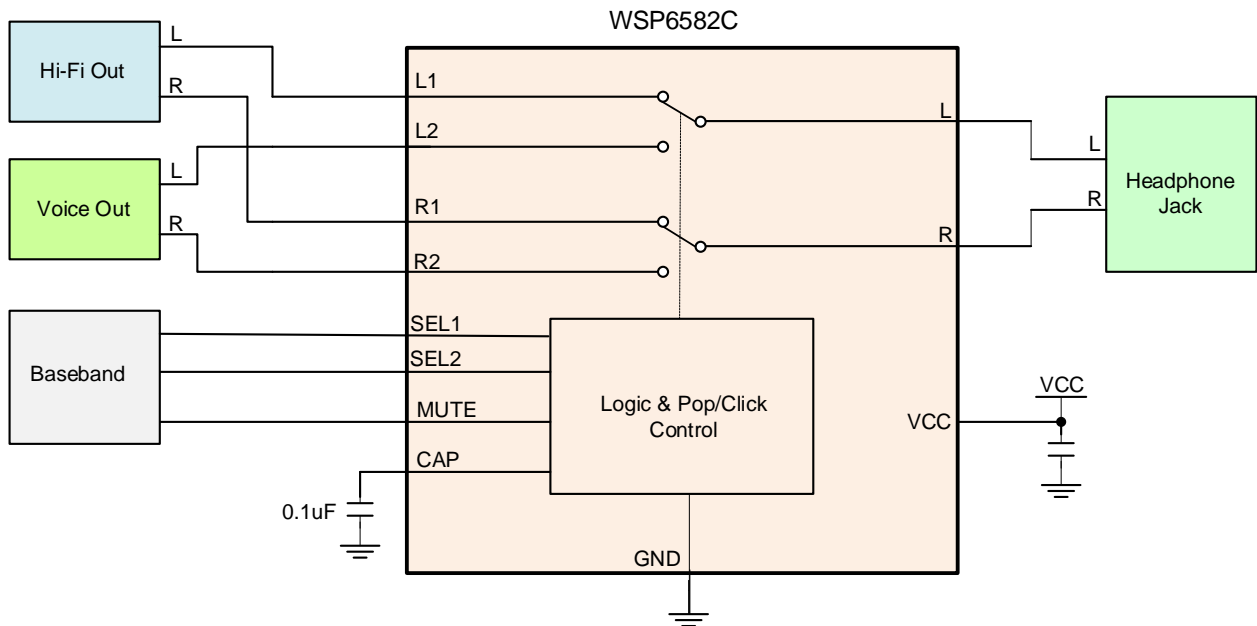 WSP6582C
Hi-Fi Out
L
R
Voice Out
L
R
Baseband
L1
L2
R1
R2
SEL1
SEL2
MUTE
CAP
0.1uF
Logic & Pop/Click
Control
GND
L
R
VCC
VCC
L
R
Headphone
Jack